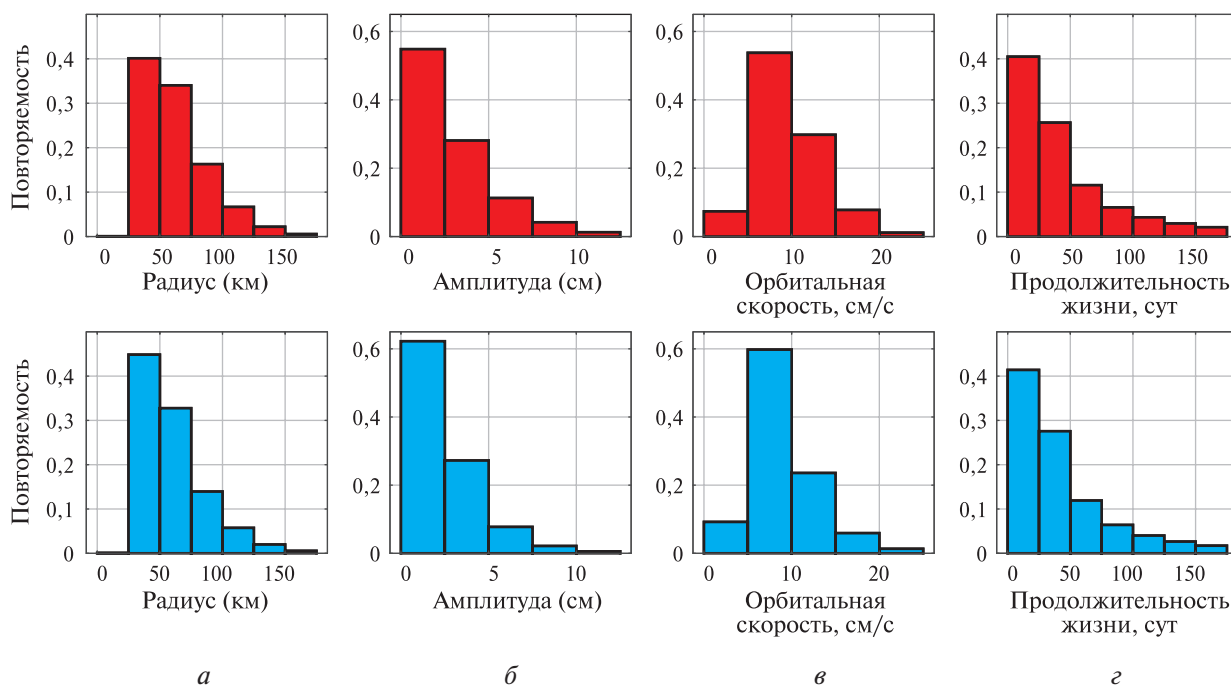 Повторяемость
0,4
0,3
0,2
0,1
0
0 50 100 150
Радиус (км)
0,6
0,4
0,2
0
0 5 10
Амплитуда (см)
0,6
0,4
0,2
0
0 10 20
Орбитальная
скорость, см/с
0,4
0,3
0,2
0,1
0
0 50 100 150
Продолжительность
жизни, сут
Повторяемость
0,4
0,3
0,2
0,1
0
0 50 100 150
Радиус (км)
0,6
0,4
0,2
0
0 5 10
Амплитуда (см)
0,6
0,4
0,2
0
0 10 20
Орбитальная
скорость, см/с
0,4
0,3
0,2
0,1
0
0 50 100 150
Продолжительность
жизни, сут
а б в г